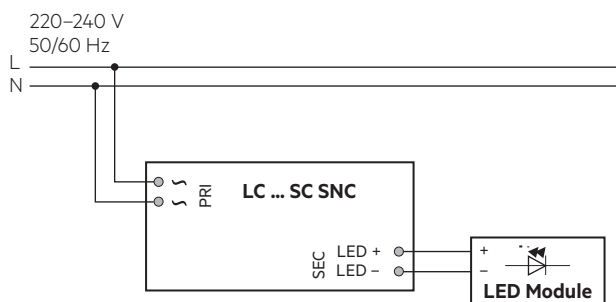 220–240 V
50/60 Hz
L
N
∼ PRI
∼
LC ... SC SNC
SEC
LED +
LED –
+
–
LED Module